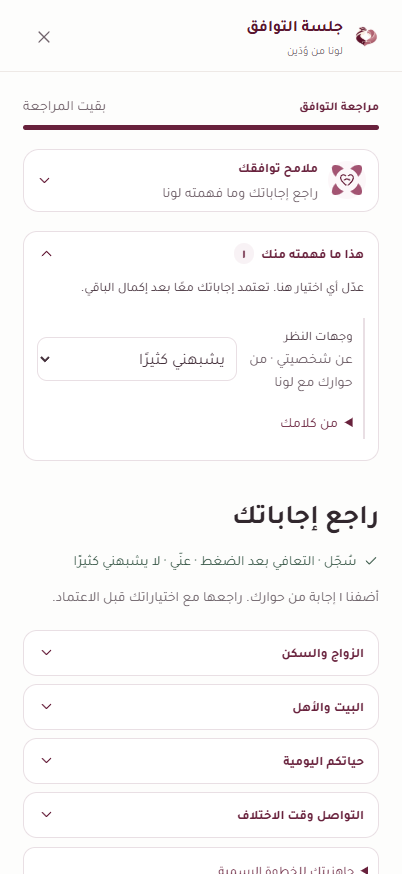 جلسة التوافق
لونا من وُدّين
مراجعة التوافق
بقيت المراجعة
ملامح توافقك
راجع إجاباتك وما فهمته لونا
هذا ما فهمته منك ١
عدّل أي اختيار هنا. تعتمد إجاباتك معًا بعد إكمال الباقي.
وجهات النظر
عن شخصيتي · من
حوارك مع لونا
يشبهني كثيرًا
من كلامك
راجع إجاباتك
سُجّل · التعافي بعد الضغط · عنّي · لا يشبهني كثيرًا
أضفنا ١ إجابة من حوارك. راجعها مع اختياراتك قبل الاعتماد.
الزواج والسكن
البيت والأهل
حياتكم اليومية
التواصل وقت الاختلاف
جاهزيتك للخطوة الرسمية